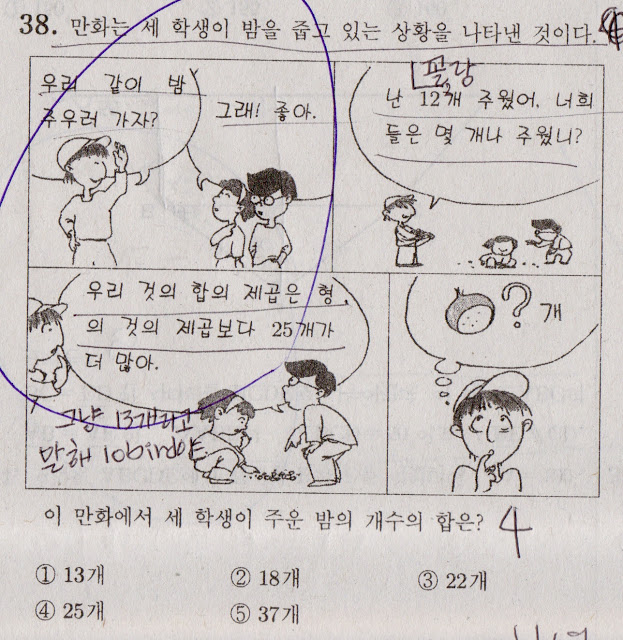 38. 만화는 세 학생이 밤을 줍고 있는 상황을 나타낸 것이다. 4
우리 같이 밤
주우러 가자?
그래! 좋아.
딸랑
난 12개 주웠어. 너희
들은 몇 개나 주웠니?
우리 것의 합의 제곱은 형
의 것의 제곱보다 25개가
더 많아.
그냥 13개라고
말해 10bird야.
? 개
이 만화에서 세 학생이 주운 밤의 개수의 합은? 4
① 13개 ② 18개 ③ 22개
④ 25개 ⑤ 37개